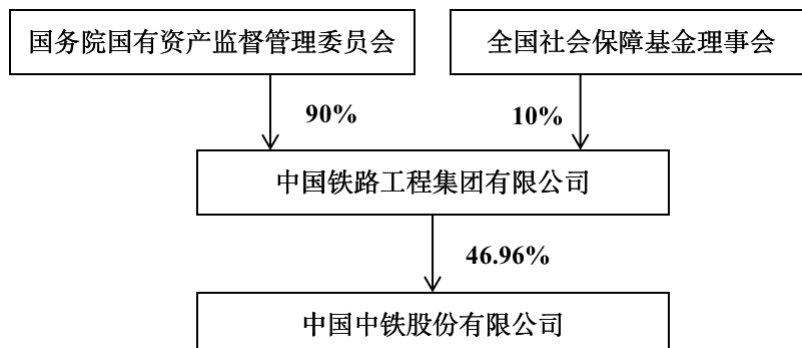 国务院国有资产监督管理委员会
全国社会保障基金理事会
90%
10%
中国铁路工程集团有限公司
46.96%
中国中铁股份有限公司